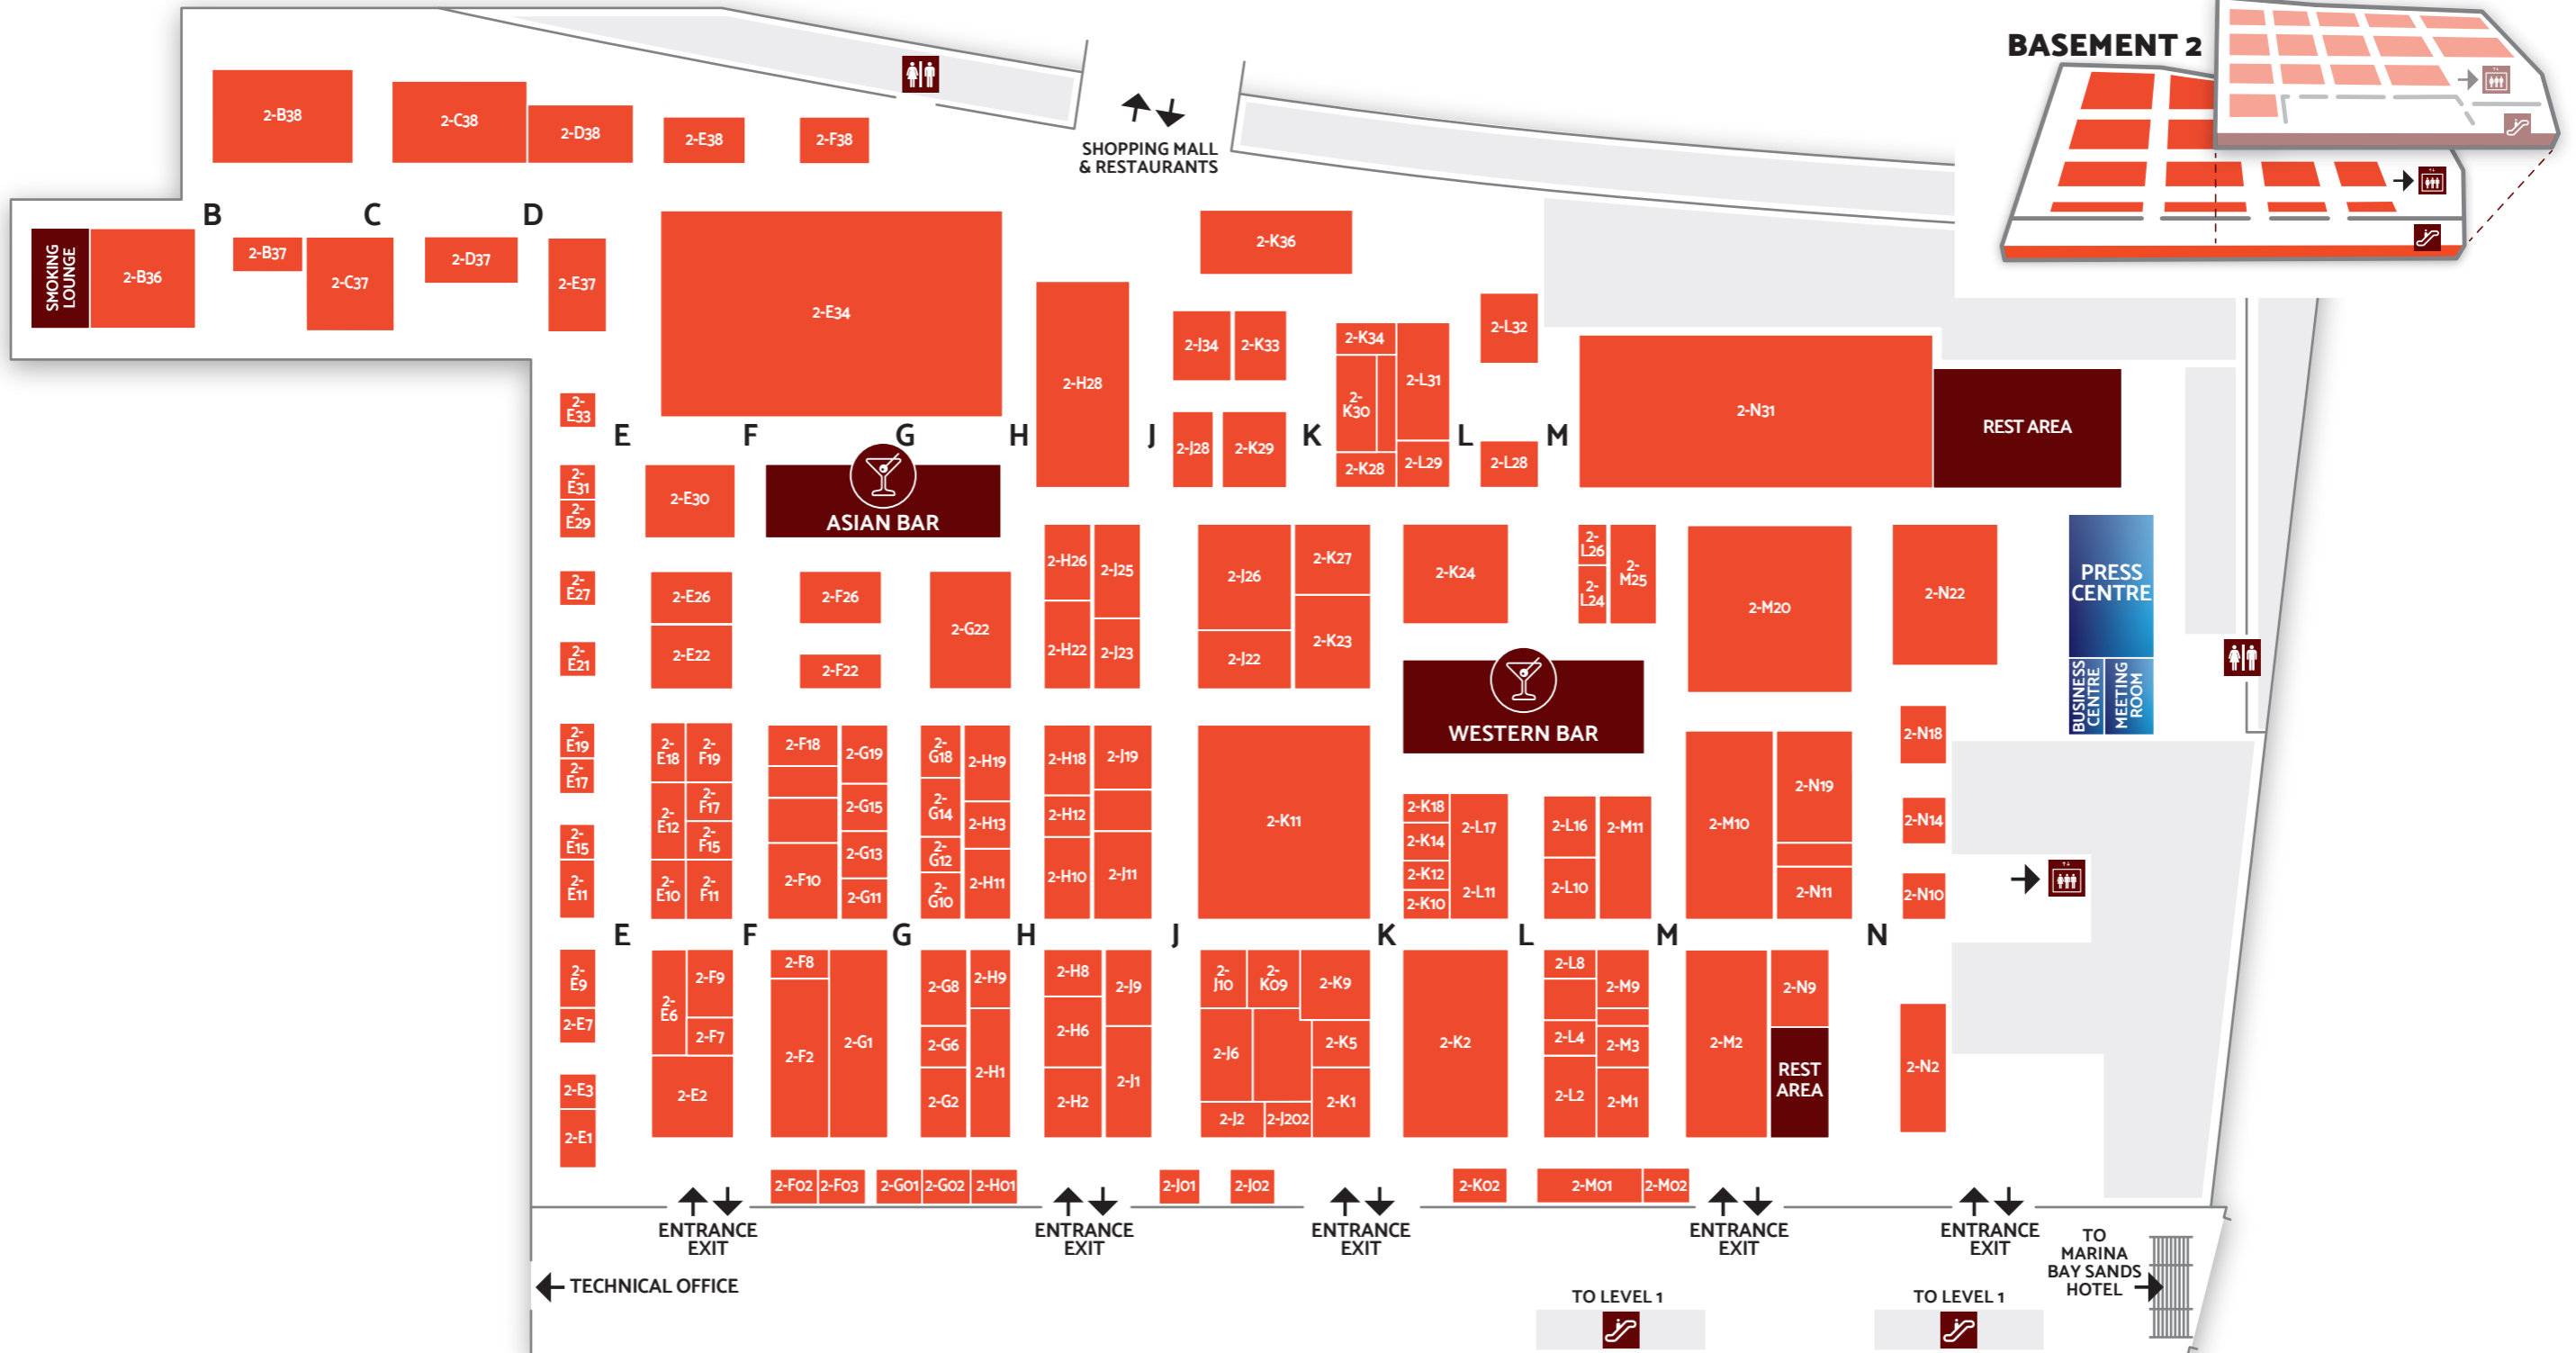 BASEMENT 2
2-B38
2-C38
2-D38
2-E38
2-F38
SHOPPING MALL
& RESTAURANTS
B
C
D
SMOKING
LOUNGE
2-B36
2-B37
2-C37
2-D37
2-E37
2-E34
2-K36
2-H28
2-J34
2-K33
2-K34
2-L31
2-L32
2-
K30
2-N31
REST AREA
2-
E33
E
F
G
H
J
K
L
M
2-J28
2-K29
2-K28
2-L29
2-L28
2-
E31
2-
E29
2-E30
ASIAN BAR
2-H26
2-J25
2-J26
2-K27
2-K24
2-
L26
2-
L24
2-
M25
2-M20
2-N22
PRESS
CENTRE
2-
E27
2-E26
2-F26
2-G22
2-
E21
2-E22
2-F22
2-H22
2-J23
2-J22
2-K23
BUSINESS
CENTRE
MEETING
ROOM
WESTERN BAR
2-
E19
2-
E17
2-
E18
2-
F19
2-F18
2-G19
2-
G18
2-H19
2-H18
2-J19
2-N18
2-
E12
2-
F17
2-
F15
2-G15
2-
G14
2-H13
2-H12
2-K11
2-K18
2-K14
2-L17
2-L16
2-M11
2-M10
2-N19
2-N14
2-
E15
2-
E11
2-
E10
2-
F11
2-F10
2-G13
2-G11
2-
G12
2-
G10
2-H11
2-H10
2-J11
2-K12
2-K10
2-L11
2-L10
2-N11
2-N10
E
F
G
H
J
K
L
M
N
2-
E9
2-E7
2-
E6
2-F9
2-F7
2-F8
2-F2
2-G1
2-G8
2-G6
2-G2
2-H9
2-H1
2-H8
2-H6
2-H2
2-J9
2-J1
2-
J10
2-
K09
2-K9
2-J6
2-K5
2-K1
2-J2
2-J202
2-K2
2-L8
2-L4
2-L2
2-M9
2-M3
2-M1
2-M2
2-N9
REST
AREA
2-N2
2-E3
2-E1
2-E2
2-F02
2-F03
2-G01
2-G02
2-H01
2-J01
2-J02
2-K02
2-M01
2-M02
ENTRANCE
EXIT
ENTRANCE
EXIT
ENTRANCE
EXIT
ENTRANCE
EXIT
ENTRANCE
EXIT
TO
MARINA
BAY SANDS
HOTEL
TECHNICAL OFFICE
TO LEVEL 1
TO LEVEL 1